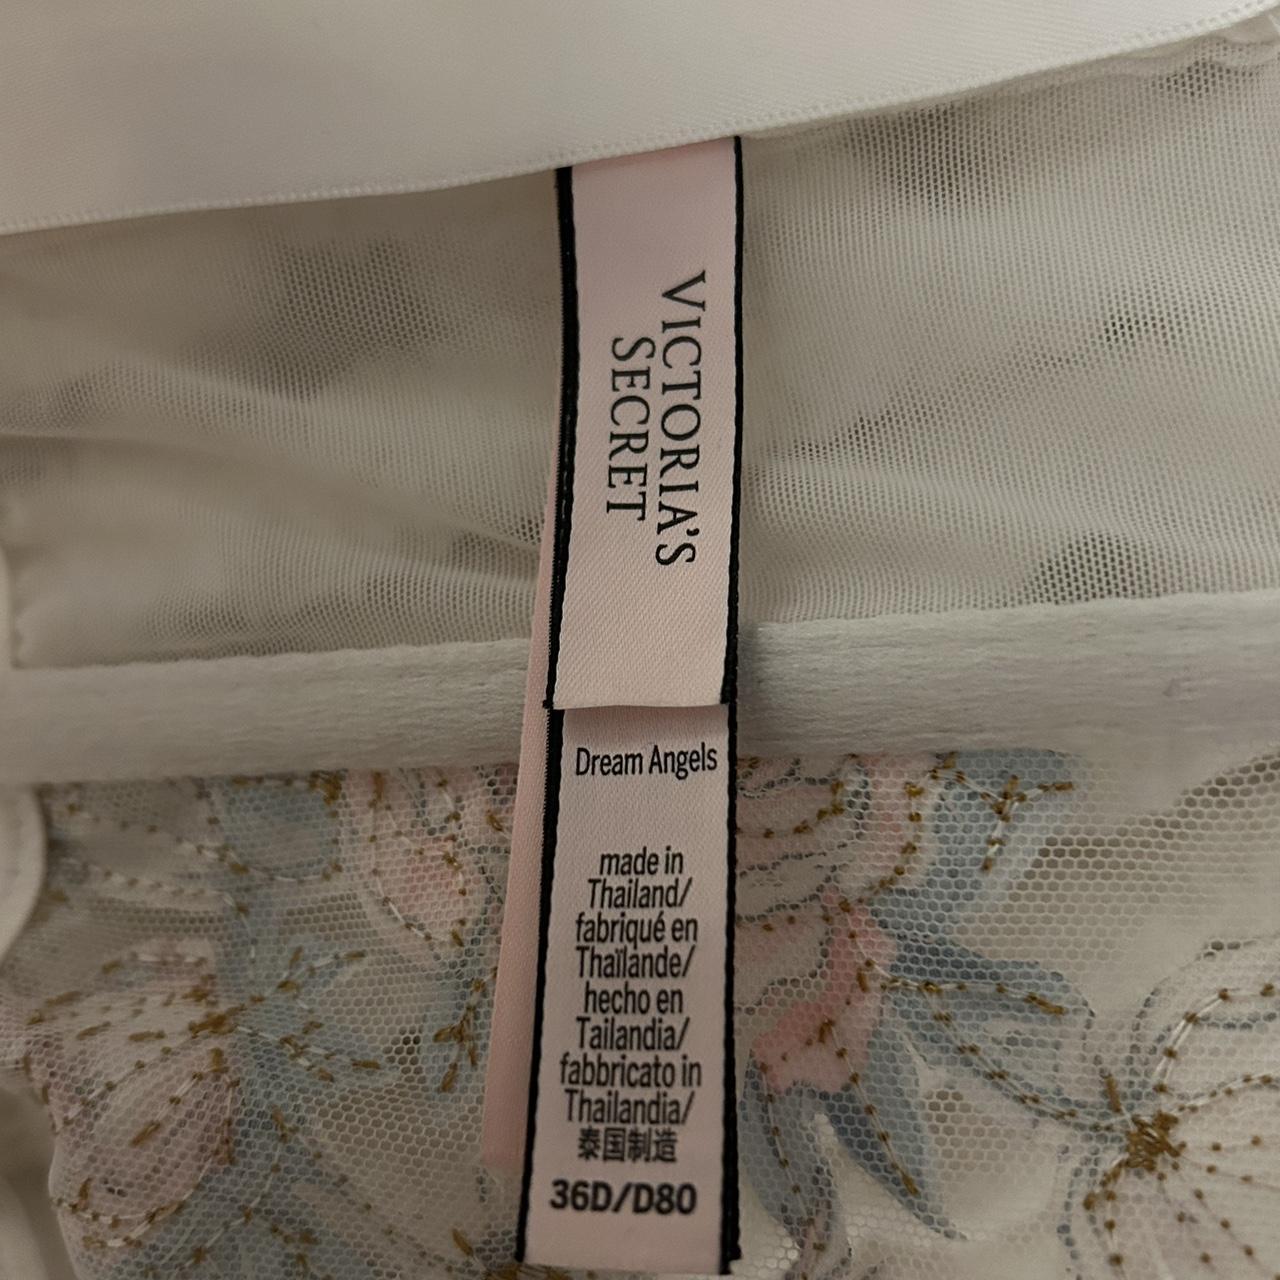 VICTORIA'S
SECRET
Dream Angels
made in
Thailand/
fabriqué en
Thaïlande/
hecho en
Tailandia/
fabbricato in
Thailandia/
泰国制造
36D/D80